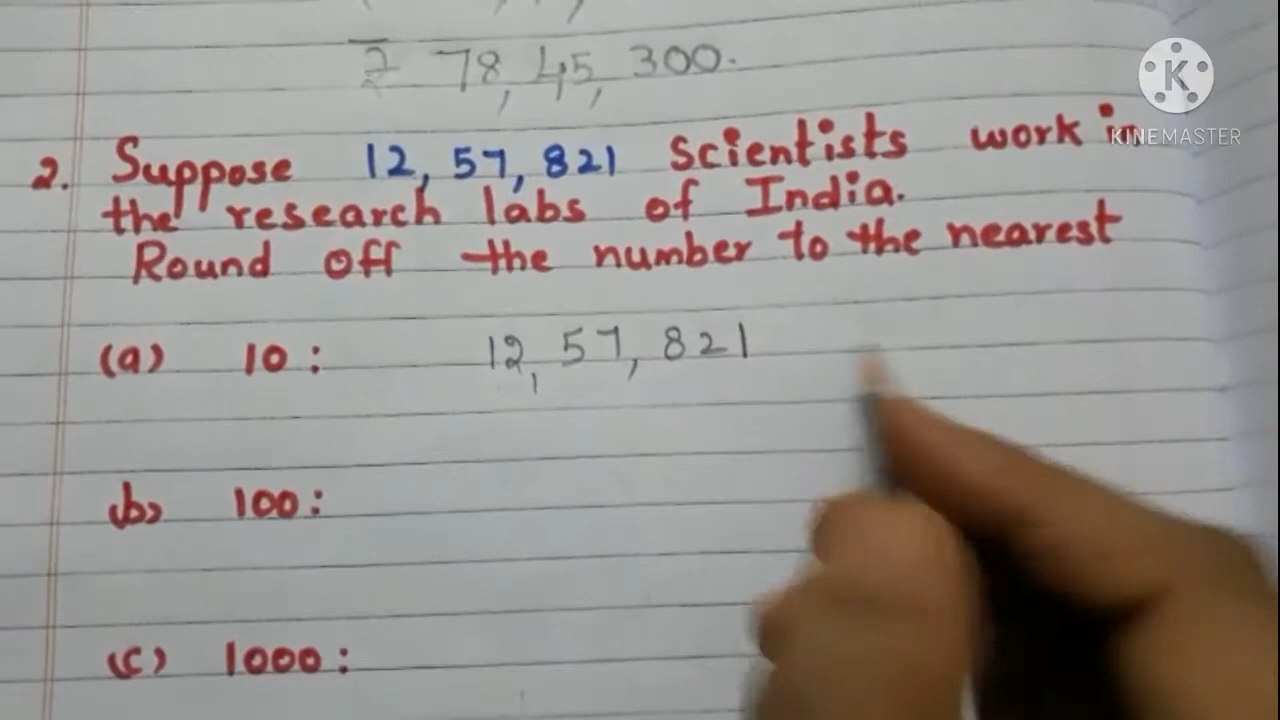 ₹ 78,45,300.
K
KINEMASTER
2. Suppose 12,57,821 Scientists work in
the research labs of India.
Round off the number to the nearest
(a) 10: 12,57,821
(b) 100:
(c) 1000: